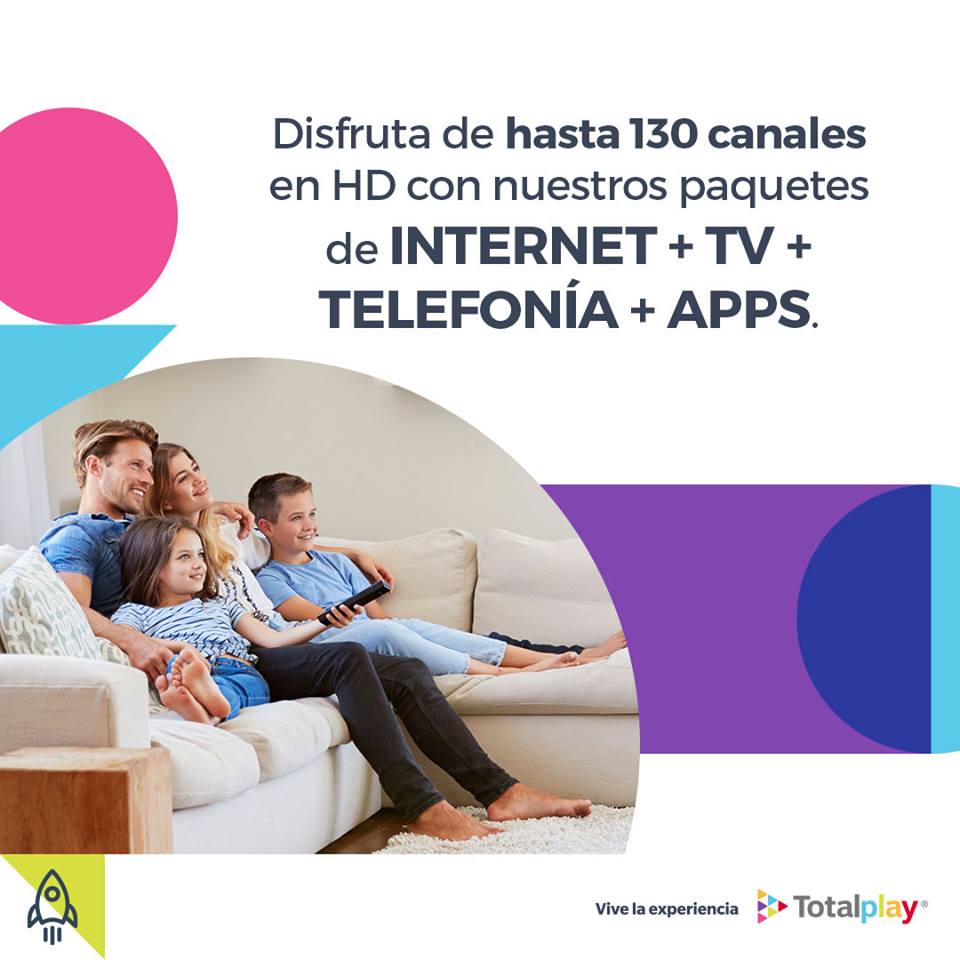 Disfruta de hasta 130 canales
en HD con nuestros paquetes
de INTERNET + TV +
TELEFONÍA + APPS.
Vive la experiencia Totalplay®